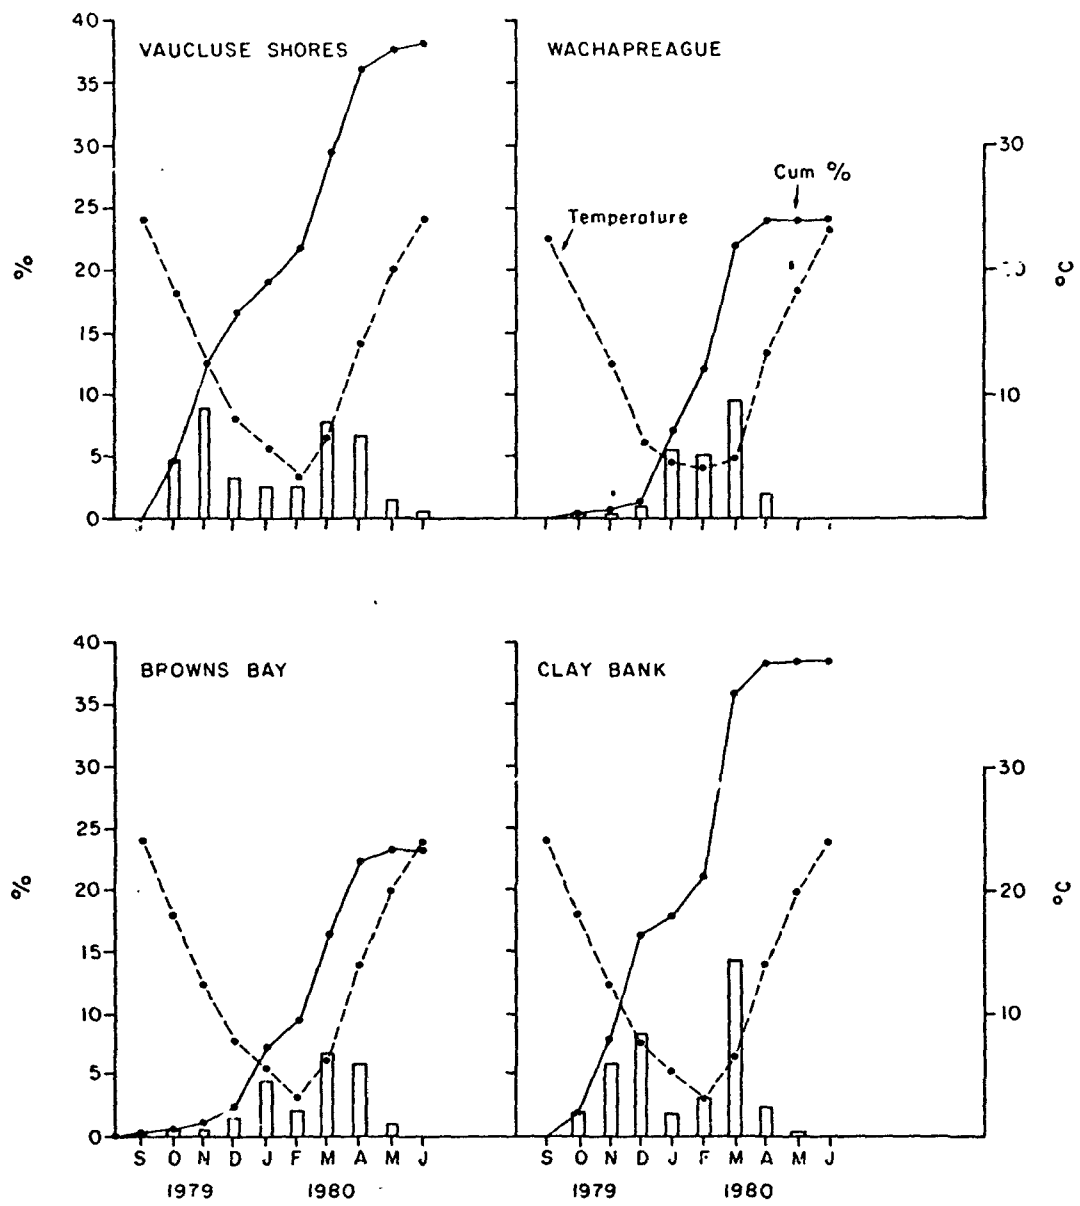 40
VAUCLUSE SHORES
WACHAPREAGUE
35
30
30
Cum %
25
Temperature
%
20
°C
15
10
10
5
0
40
BROWNS BAY
CLAY BANK
35
30
30
25
%
20
20
°C
15
10
10
5
0
S O N D J F M A M J
S O N D J F M A M J
1979 1980
1979 1980